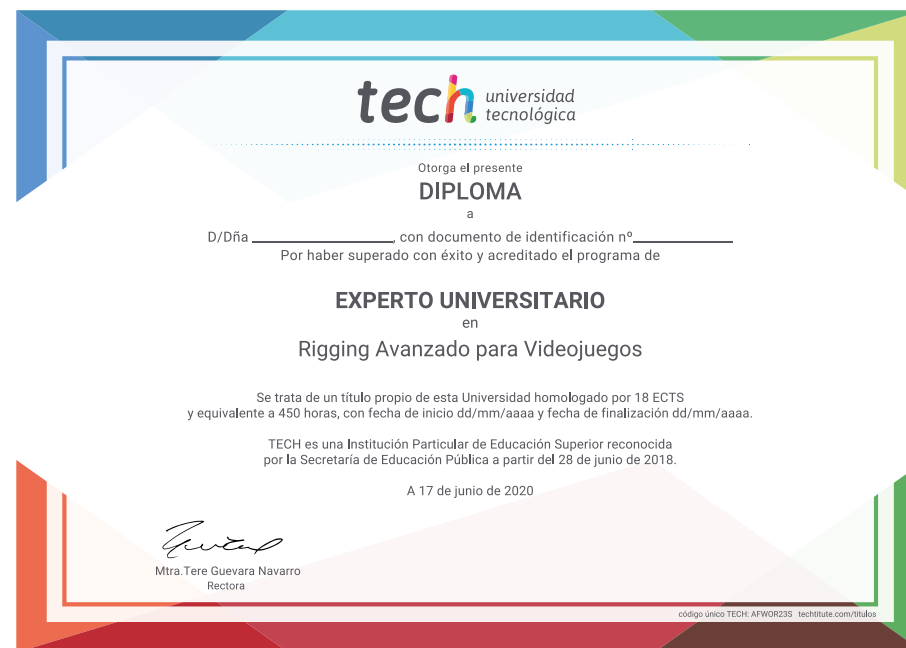 tech universidad
tecnológica
Otorga el presente
DIPLOMA
a
D/Dña ____________________, con documento de identificación nº______________
Por haber superado con éxito y acreditado el programa de
EXPERTO UNIVERSITARIO
en
Rigging Avanzado para Videojuegos
Se trata de un título propio de esta Universidad homologado por 18 ECTS
y equivalente a 450 horas, con fecha de inicio dd/mm/aaaa y fecha de finalización dd/mm/aaaa.
TECH es una Institución Particular de Educación Superior reconocida
por la Secretaría de Educación Pública a partir del 28 de junio de 2018.
A 17 de junio de 2020
Mtra.Tere Guevara Navarro
Rectora
código único TECH: AFWOR23S techtitute.com/titulos